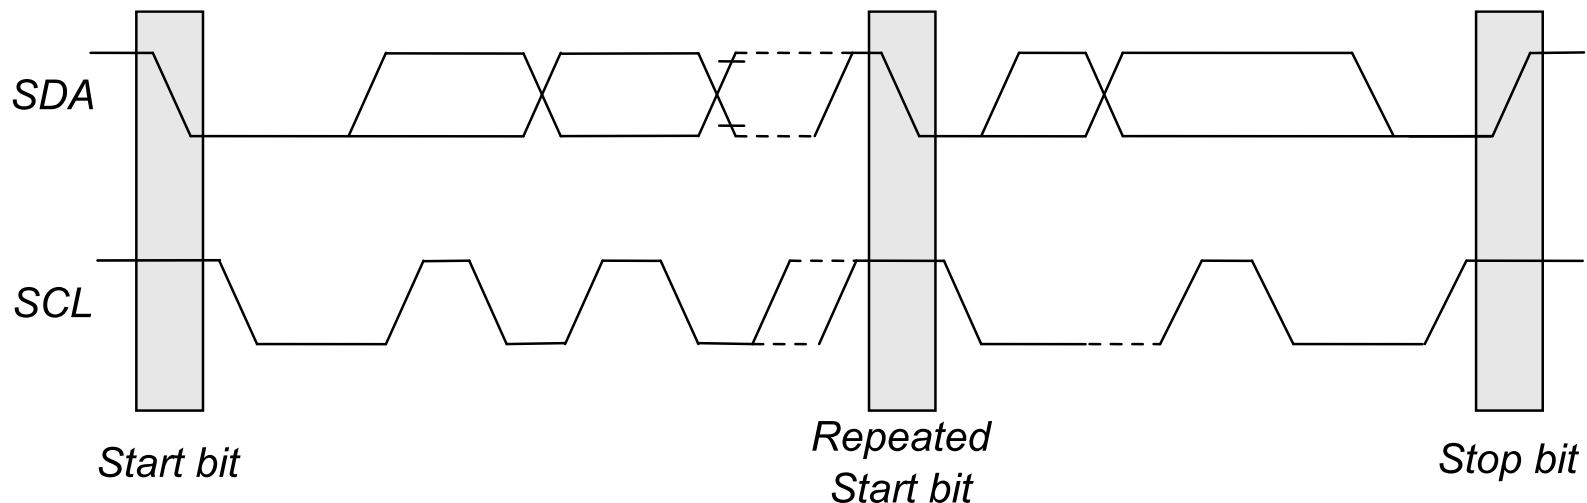 SDA
SCL
Start bit
Repeated
Start bit
Stop bit